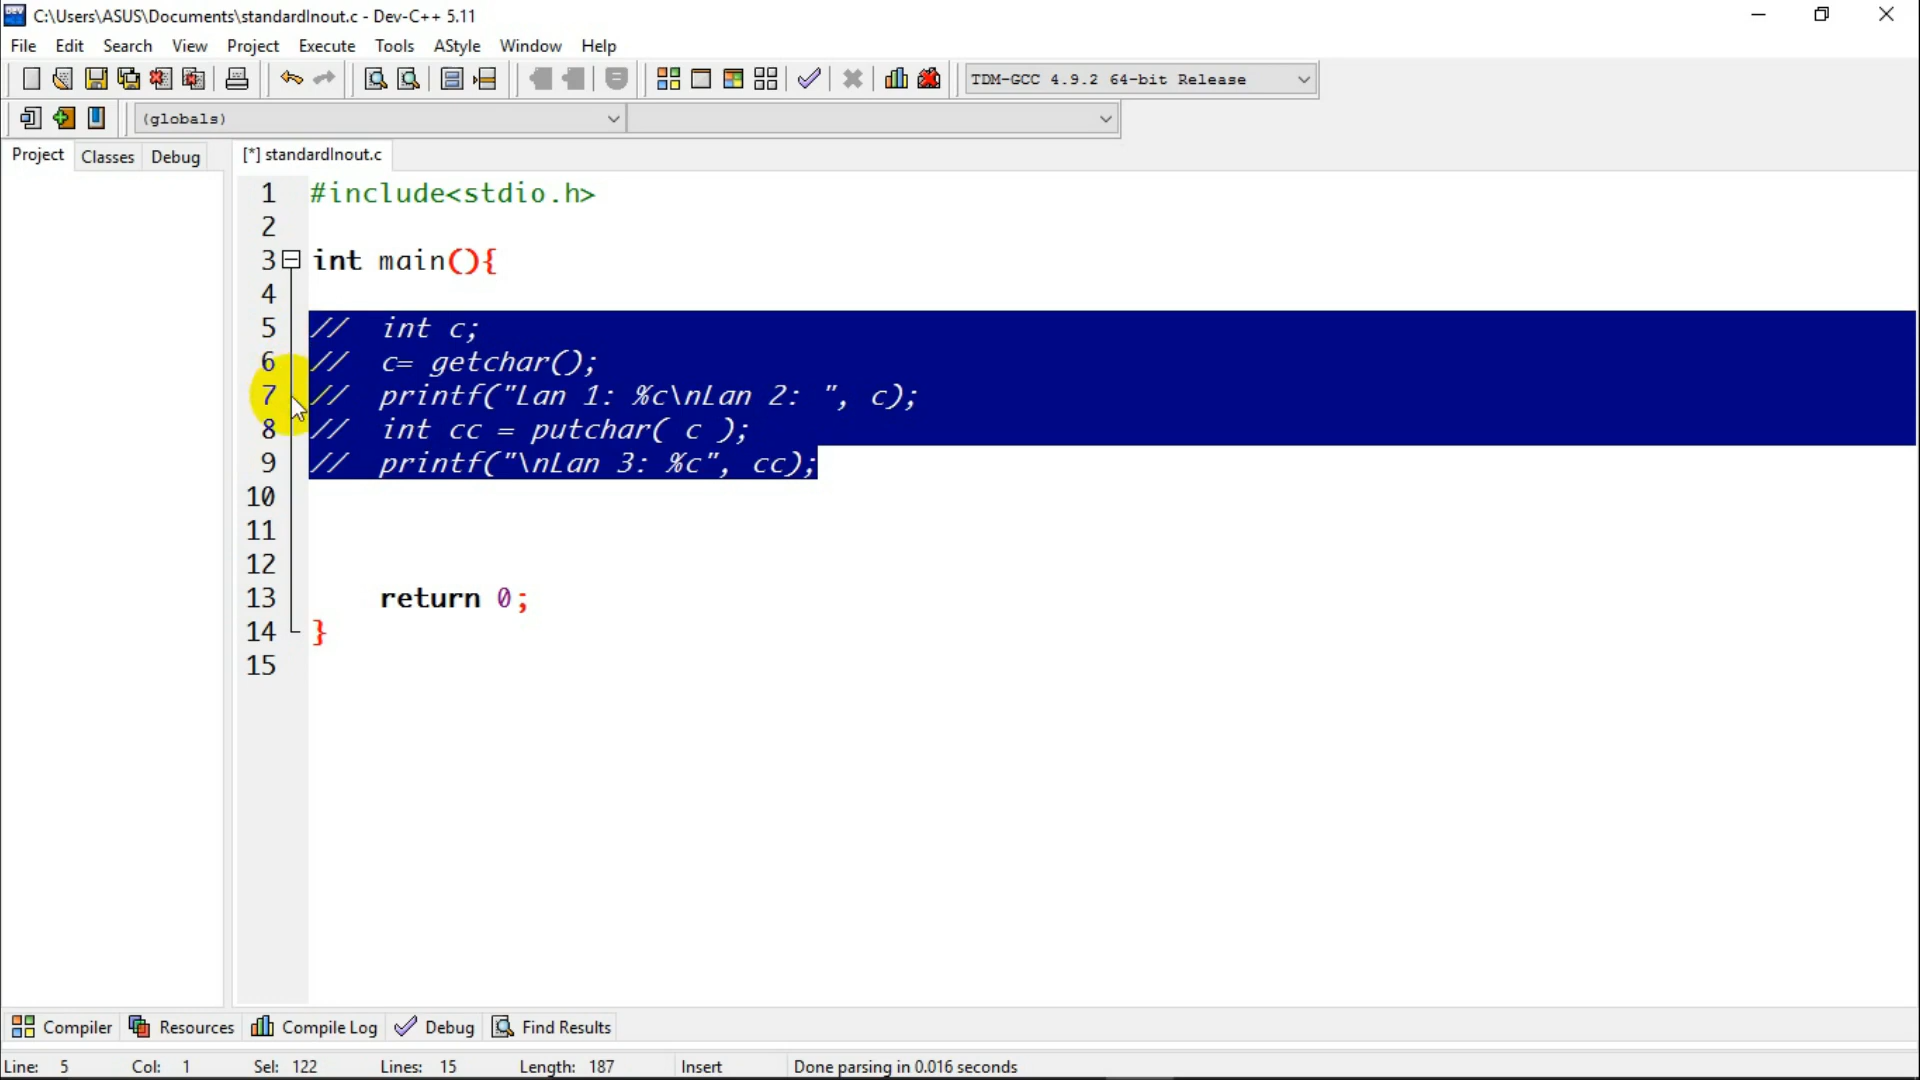 C:\Users\ASUS\Documents\standardInout.c - Dev-C++ 5.11
File Edit Search View Project Execute Tools AStyle Window Help
TDM-GCC 4.9.2 64-bit Release
(globals)
Project Classes Debug [*] standardInout.c
1 #include<stdio.h>
2
3 int main(){
4
5 // int c;
6 // c= getchar();
7 // printf("Lan 1: %c\nLan 2: ", c);
8 // int cc = putchar( c );
9 // printf("\nLan 3: %c", cc);
10
11
12
13 return 0;
14 }
15
Compiler Resources Compile Log Debug Find Results
Line: 5 Col: 1 Sel: 122 Lines: 15 Length: 187 Insert Done parsing in 0.016 seconds